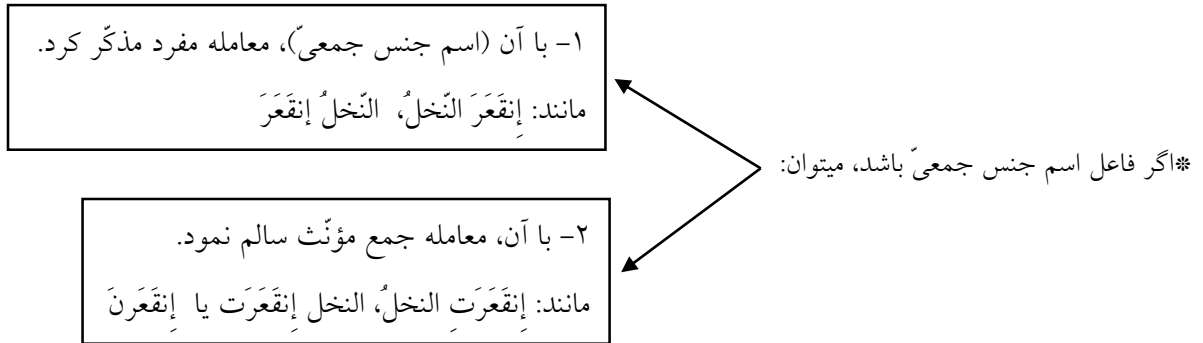 *اگر فاعل اسم جنس جمعیّ باشد، میتوان:
۱- با آن (اسم جنس جمعیّ)، معامله مفرد مذکّر کرد.
مانند: إِنقَعَرَ النّخلُ، النّخلُ إنقَعَرَ
۲- با آن، معامله جمع مؤنّث سالم نمود.
مانند: إِنقَعَرَتِ النخلُ، النخل إِنقَعَرَت یا إِنقَعَرنَ